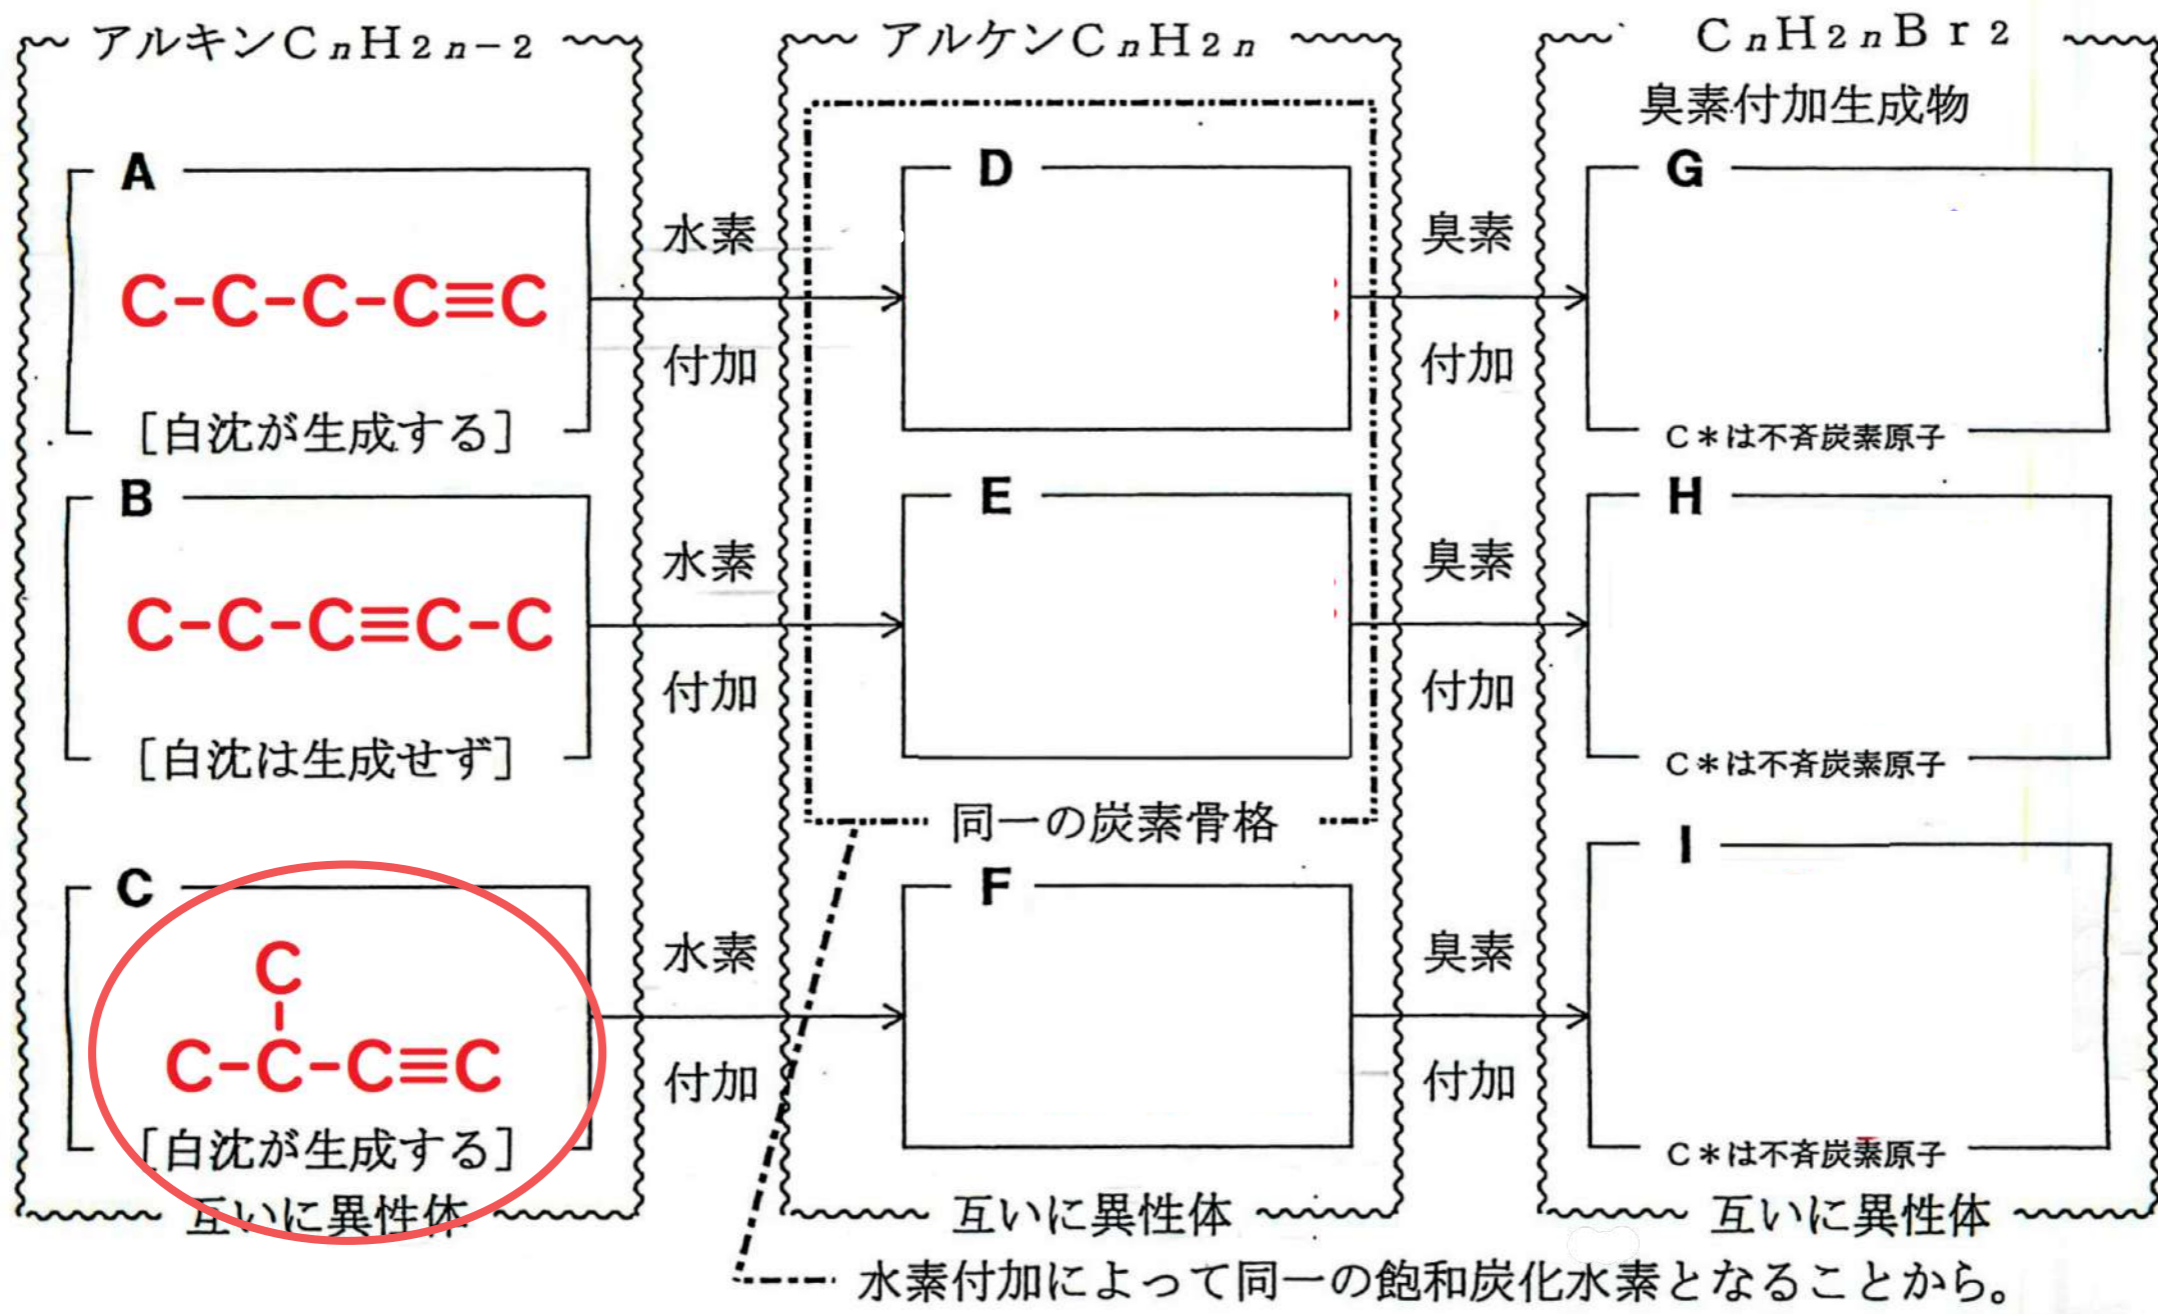 アルキンCnH2n−2
アルケンCnH2n
CnH2nBr2
臭素付加生成物
A
C−C−C−C≡C
[白沈が生成する]
水素
付加
D
臭素
付加
G
C*は不斉炭素原子
B
C−C−C≡C−C
[白沈は生成せず]
水素
付加
E
臭素
付加
H
C*は不斉炭素原子
同一の炭素骨格
C
C
C−C−C≡C
[白沈が生成する]
互いに異性体
水素
付加
F
互いに異性体
臭素
付加
I
C*は不斉炭素原子
互いに異性体
水素付加によって同一の飽和炭化水素となることから。